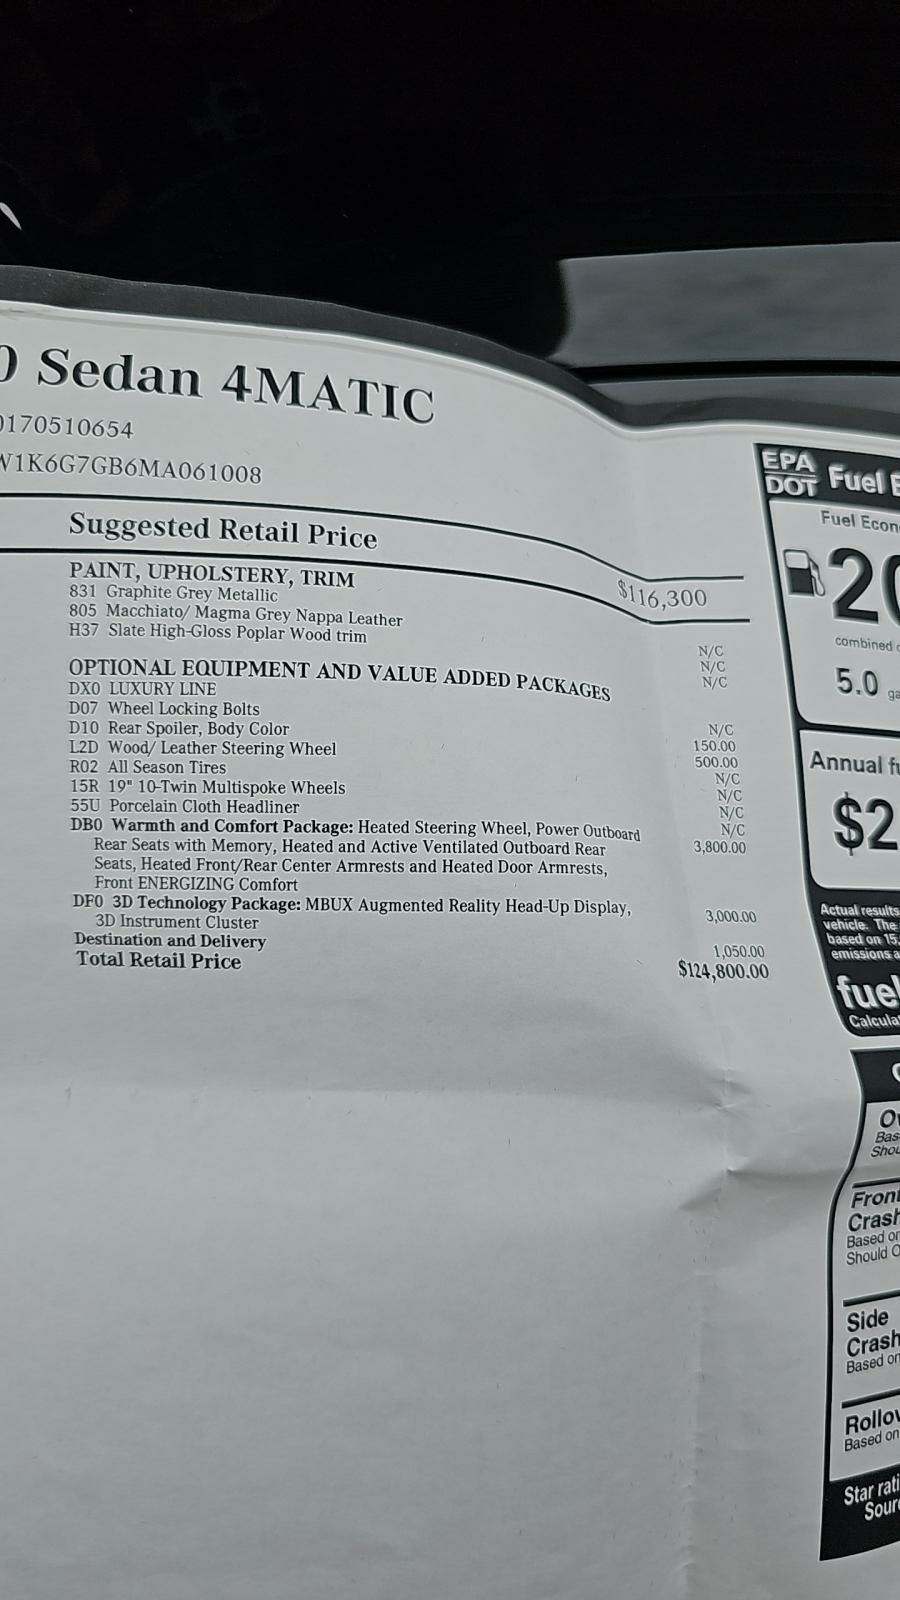 0 Sedan 4MATIC
0170510654
W1K6G7GB6MA061008
Suggested Retail Price $116,300
PAINT, UPHOLSTERY, TRIM
831 Graphite Grey Metallic N/C
805 Macchiato/ Magma Grey Nappa Leather N/C
H37 Slate High-Gloss Poplar Wood trim N/C
OPTIONAL EQUIPMENT AND VALUE ADDED PACKAGES
DX0 LUXURY LINE N/C
D07 Wheel Locking Bolts 150.00
D10 Rear Spoiler, Body Color 500.00
L2D Wood/ Leather Steering Wheel N/C
R02 All Season Tires N/C
15R 19" 10-Twin Multispoke Wheels N/C
55U Porcelain Cloth Headliner N/C
DB0 Warmth and Comfort Package: Heated Steering Wheel, Power Outboard 3,800.00
Rear Seats with Memory, Heated and Active Ventilated Outboard Rear
Seats, Heated Front/Rear Center Armrests and Heated Door Armrests,
Front ENERGIZING Comfort
DF0 3D Technology Package: MBUX Augmented Reality Head-Up Display, 3,000.00
3D Instrument Cluster
Destination and Delivery 1,050.00
Total Retail Price $124,800.00
EPA
DOT Fuel E
Fuel Econ
20
combined
5.0 ga
Annual fu
$2
Actual results
vehicle. The
based on 15,
emissions a
fuel
Calcula
Ov
Bas
Shou
Front
Crash
Based on
Should O
Side
Crash
Based on
Rollov
Based on
Star rati
Sour